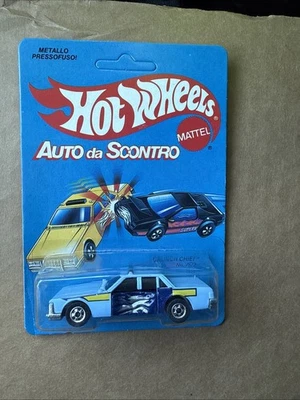 METALLO
PRESSOFUSO!
HOT WHEELS
MATTEL
AUTO da SCONTRO